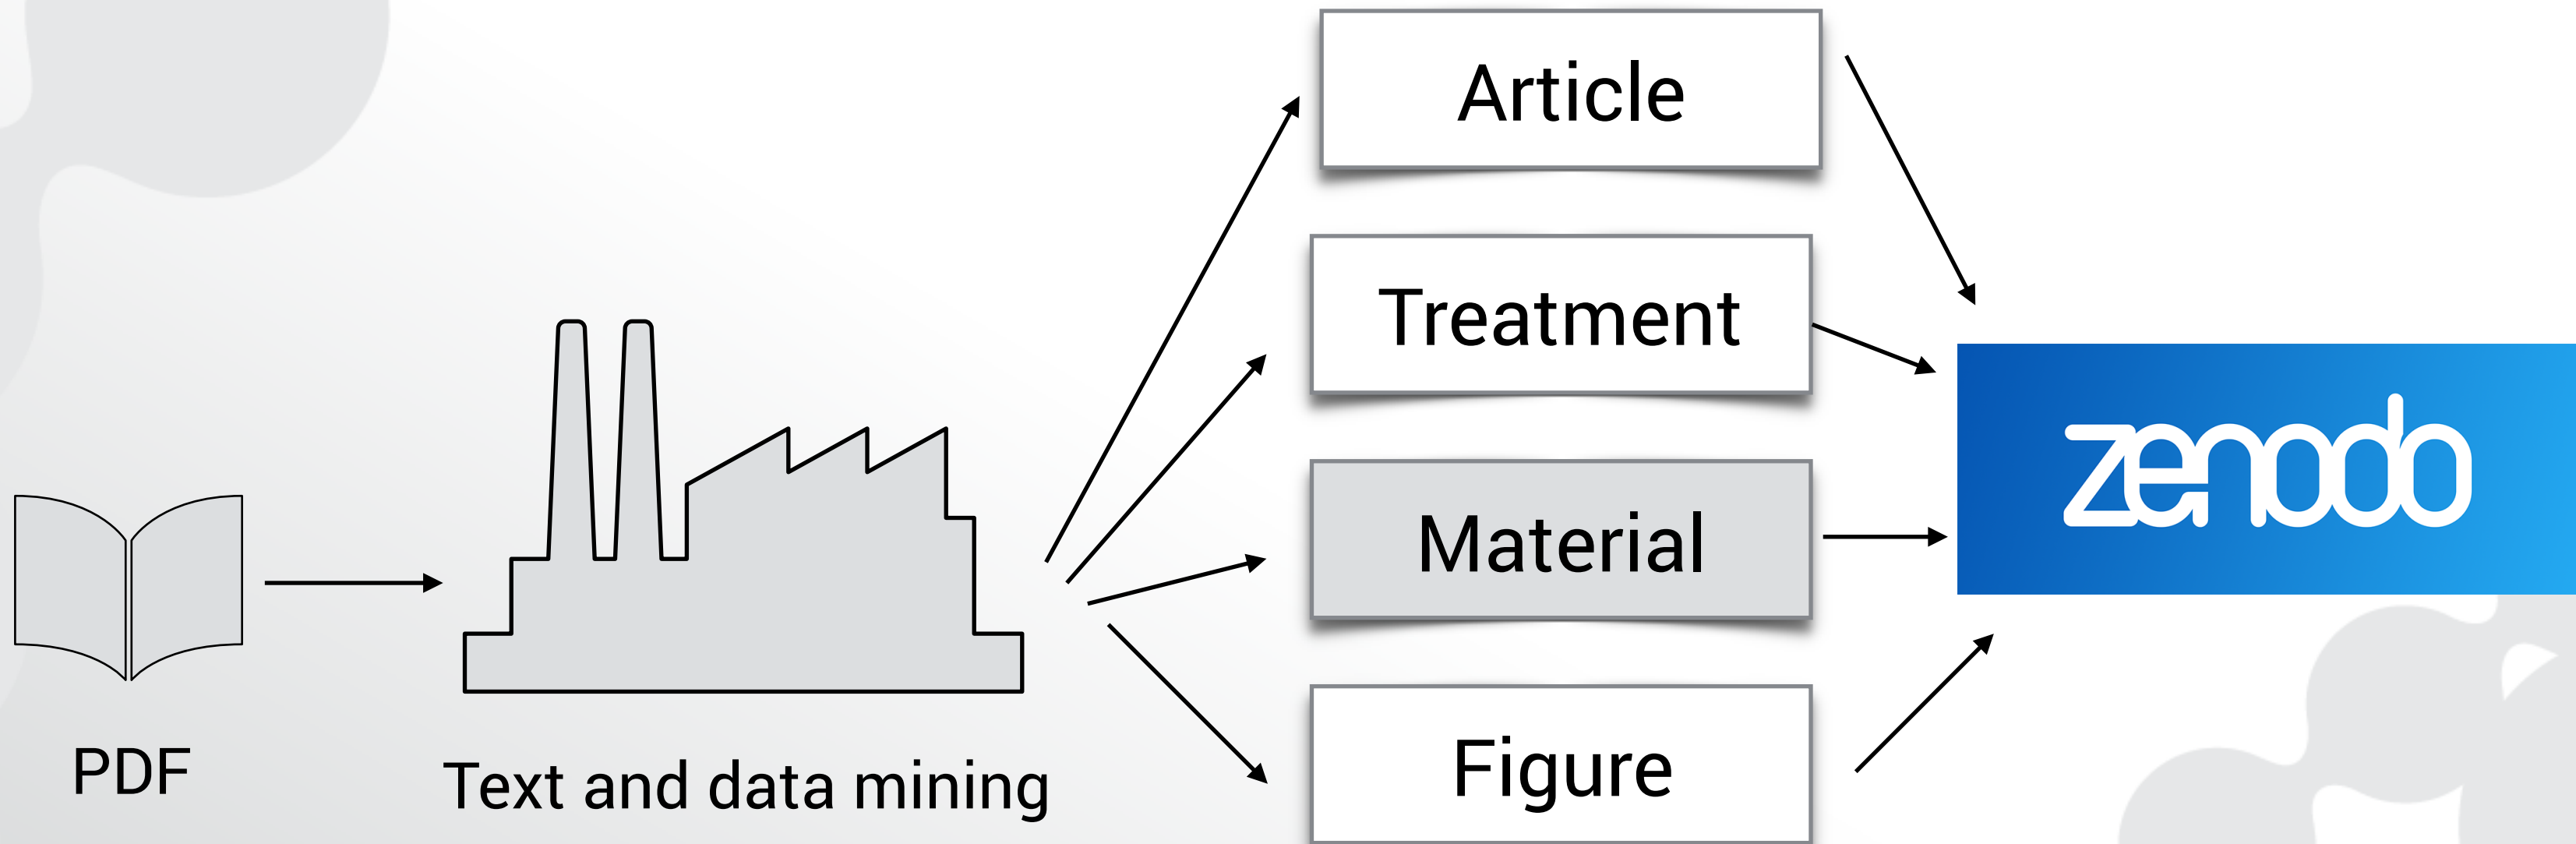 PDF
Text and data mining
Article
Treatment
Material
Figure
zenodo